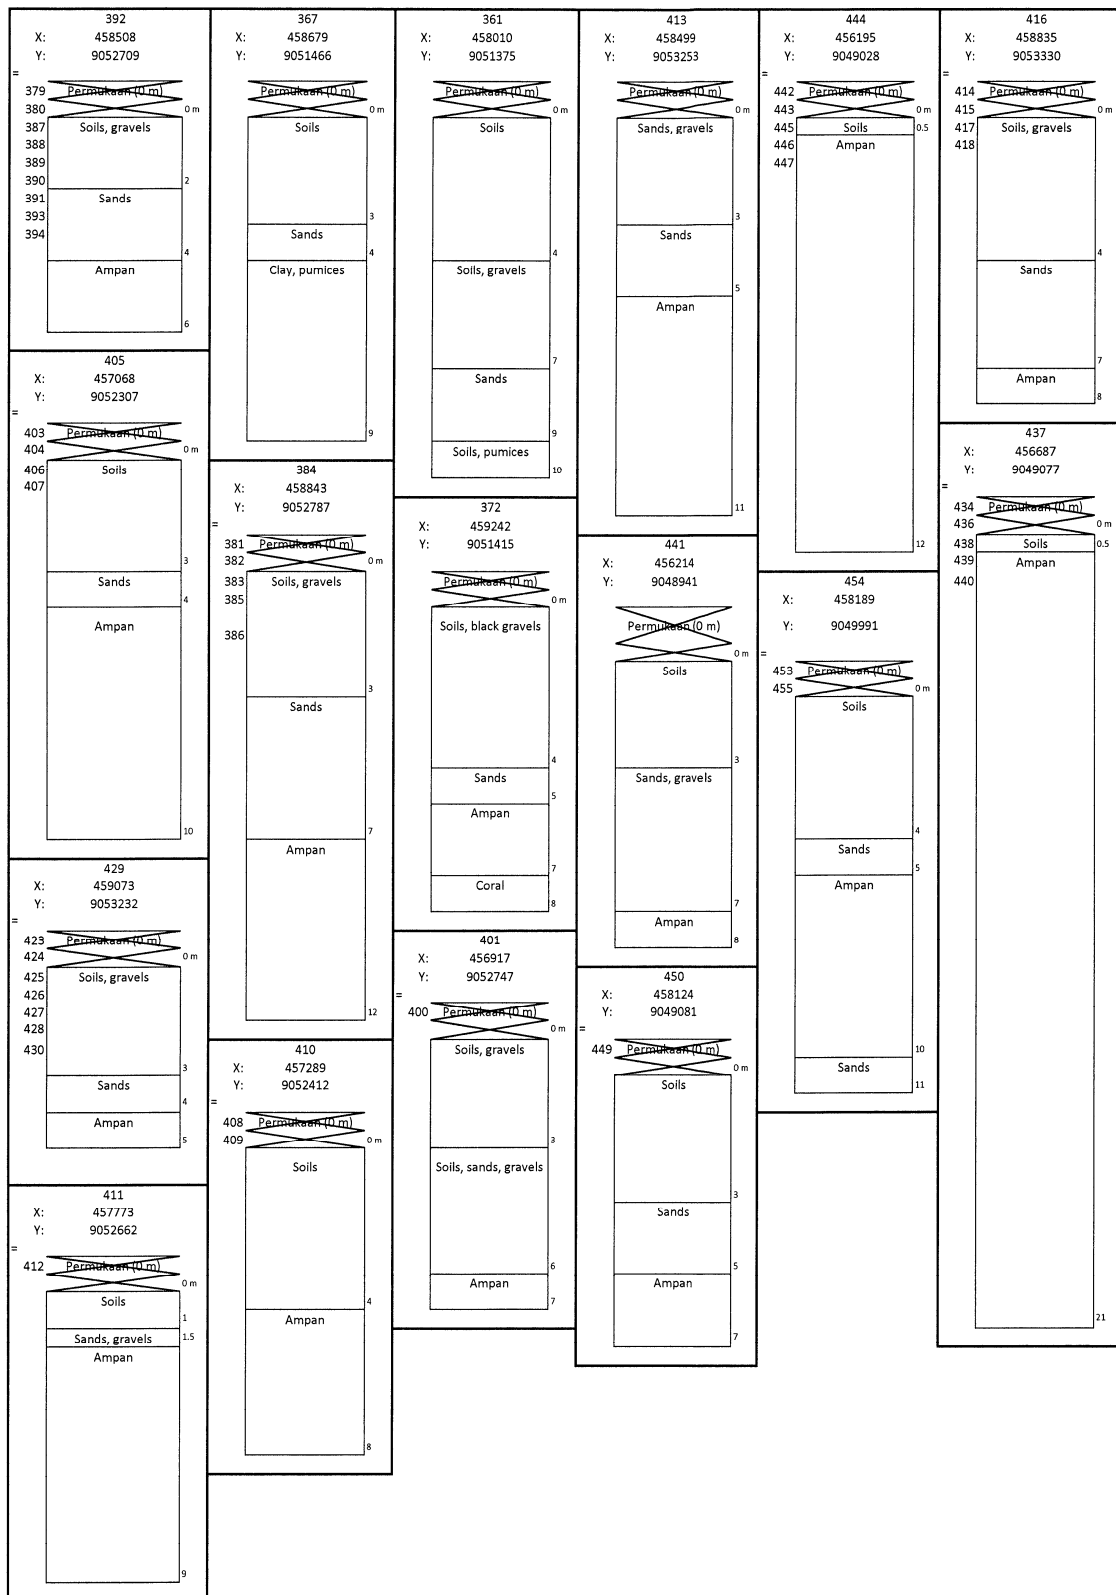 392
X: 458508
Y: 9052709
=
379 Permukaan (0 m)
380 0 m
387 Soils, gravels
388
389
390 2
391 Sands
393
394 4
Ampan
6
405
X: 457068
Y: 9052307
=
403 Permukaan (0 m)
404 0 m
406 Soils
407
3
Sands
4
Ampan
10
429
X: 459073
Y: 9053232
=
423 Permukaan (0 m)
424 0 m
425 Soils, gravels
426
427
428
430
3
Sands
4
Ampan
5
411
X: 457773
Y: 9052662
=
412 Permukaan (0 m)
0 m
Soils
1
Sands, gravels 1.5
Ampan
9
367
X: 458679
Y: 9051466
Permukaan (0 m)
0 m
Soils
3
Sands
4
Clay, pumices
9
384
X: 458843
Y: 9052787
=
381 Permukaan (0 m)
382 0 m
383 Soils, gravels
385
386
3
Sands
7
Ampan
12
410
X: 457289
Y: 9052412
=
408 Permukaan (0 m)
409 0 m
Soils
4
Ampan
8
361
X: 458010
Y: 9051375
Permukaan (0 m)
0 m
Soils
4
Soils, gravels
7
Sands
9
Soils, pumices
10
372
X: 459242
Y: 9051415
Permukaan (0 m)
0 m
Soils, black gravels
4
Sands
5
Ampan
7
Coral
8
401
X: 456917
Y: 9052747
=
400 Permukaan (0 m)
0 m
Soils, gravels
3
Soils, sands, gravels
6
Ampan
7
413
X: 458499
Y: 9053253
Permukaan (0 m)
0 m
Sands, gravels
3
Sands
5
Ampan
11
441
X: 456214
Y: 9048941
Permukaan (0 m)
0 m
Soils
3
Sands, gravels
7
Ampan
8
450
X: 458124
Y: 9049081
=
449 Permukaan (0 m)
0 m
Soils
3
Sands
5
Ampan
7
444
X: 456195
Y: 9049028
=
442 Permukaan (0 m)
443 0 m
445 Soils 0.5
446 Ampan
447
12
454
X: 458189
Y: 9049991
=
453 Permukaan (0 m)
455 0 m
Soils
4
Sands
5
Ampan
10
Sands
11
416
X: 458835
Y: 9053330
=
414 Permukaan (0 m)
415 0 m
417 Soils, gravels
418
4
Sands
7
Ampan
8
437
X: 456687
Y: 9049077
=
434 Permukaan (0 m)
436 0 m
438 Soils 0.5
439 Ampan
440
21